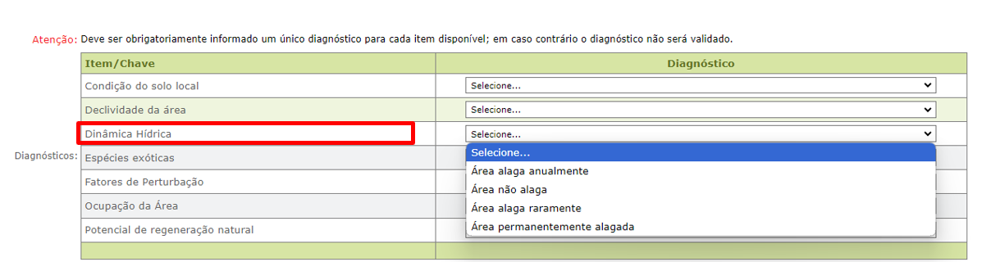 Atenção: Deve ser obrigatoriamente informado um único diagnóstico para cada item disponível; em caso contrário o diagnóstico não será validado.
Item/Chave Diagnóstico
Condição do solo local Selecione...
Declividade da área Selecione...
Dinâmica Hídrica Selecione...
Selecione...
Diagnósticos: Espécies exóticas
Área alaga anualmente
Fatores de Perturbação Área não alaga
Ocupação da Área Área alaga raramente
Potencial de regeneração natural Área permanentemente alagada